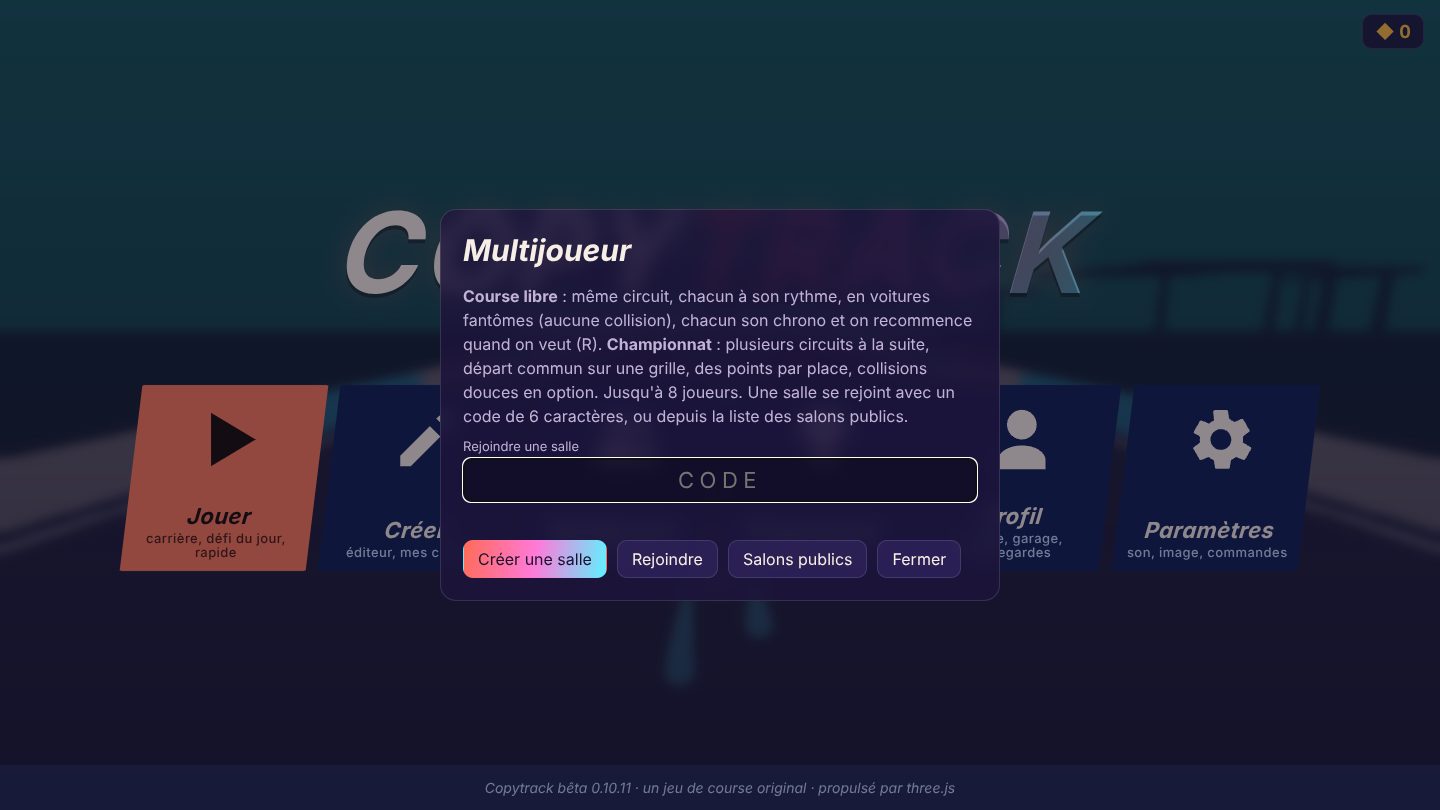 0
Multijoueur
Course libre : même circuit, chacun à son rythme, en voitures
fantômes (aucune collision), chacun son chrono et on recommence
quand on veut (R). Championnat : plusieurs circuits à la suite,
départ commun sur une grille, des points par place, collisions
douces en option. Jusqu'à 8 joueurs. Une salle se rejoint avec un
code de 6 caractères, ou depuis la liste des salons publics.
Rejoindre une salle
CODE
Créer une salle
Rejoindre
Salons publics
Fermer
Jouer
carrière, défi du jour,
rapide
éditeur, mes
Paramètres
son, image, commandes
Copytrack bêta 0.10.11 · un jeu de course original · propulsé par three.js